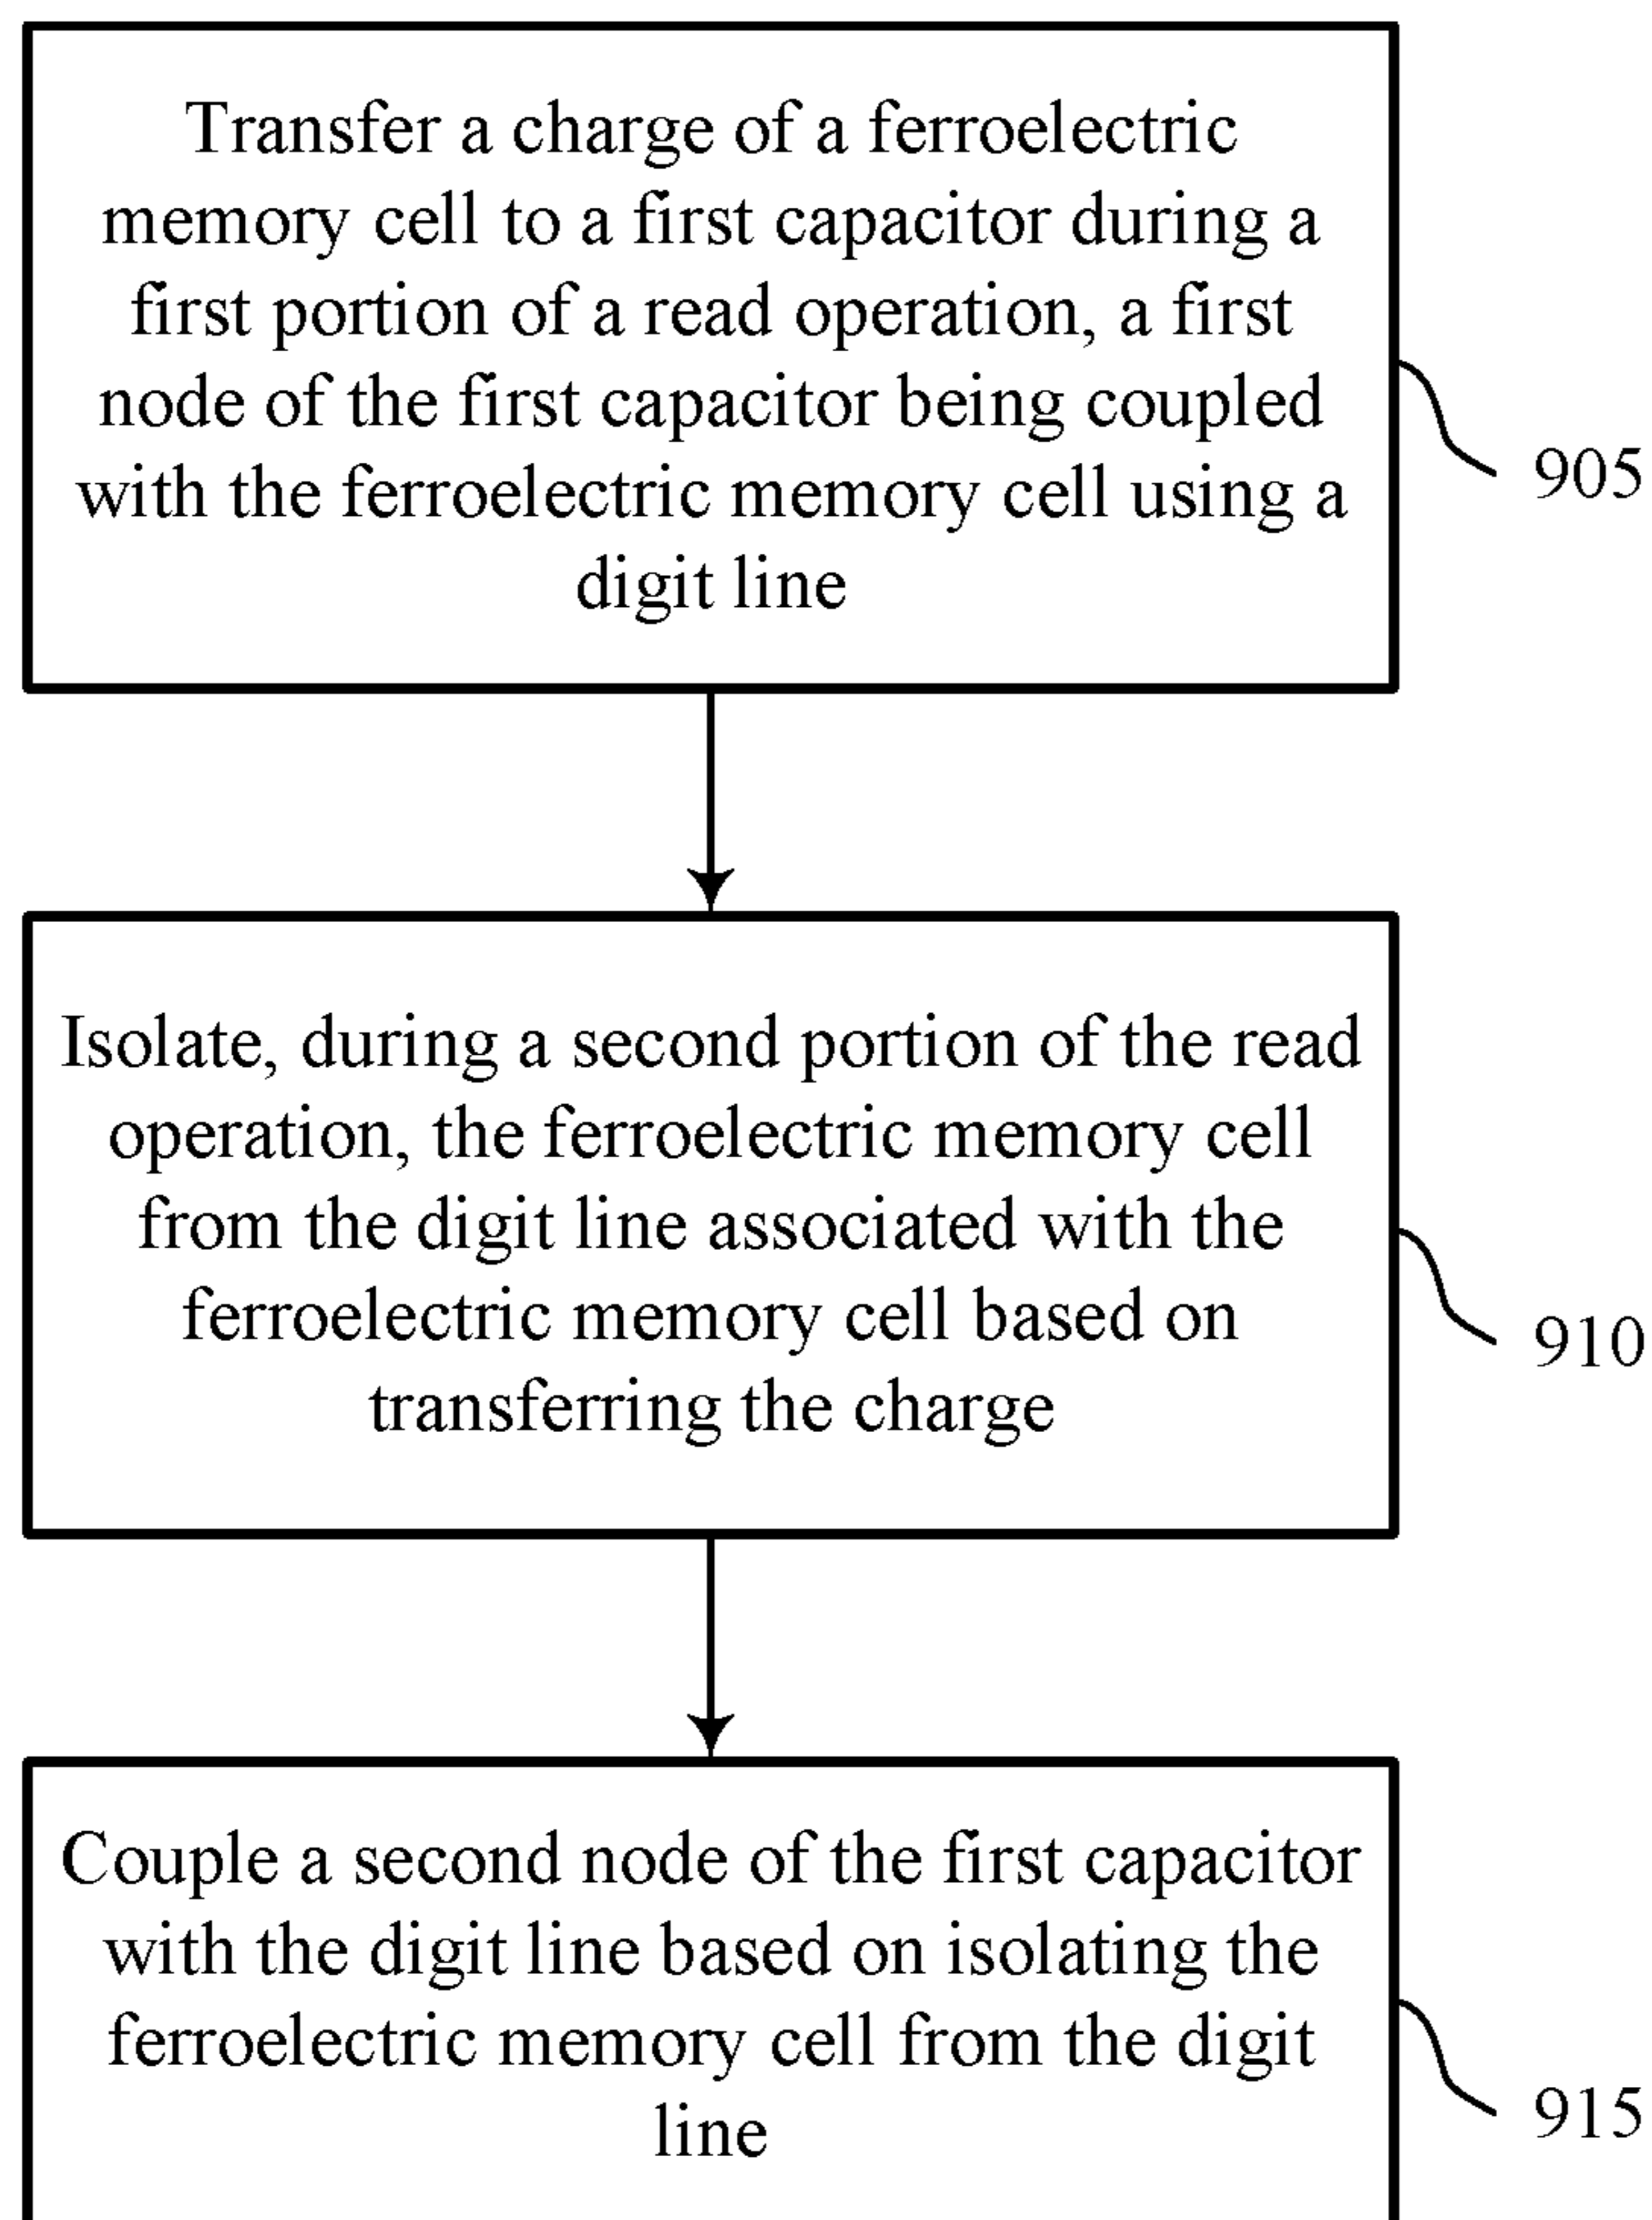 Transfer a charge of a ferroelectric
memory cell to a first capacitor during a
first portion of a read operation, a first
node of the first capacitor being coupled
with the ferroelectric memory cell using a
digit line
905
Isolate, during a second portion of the read
operation, the ferroelectric memory cell
from the digit line associated with the
ferroelectric memory cell based on
transferring the charge
910
Couple a second node of the first capacitor
with the digit line based on isolating the
ferroelectric memory cell from the digit
line
915